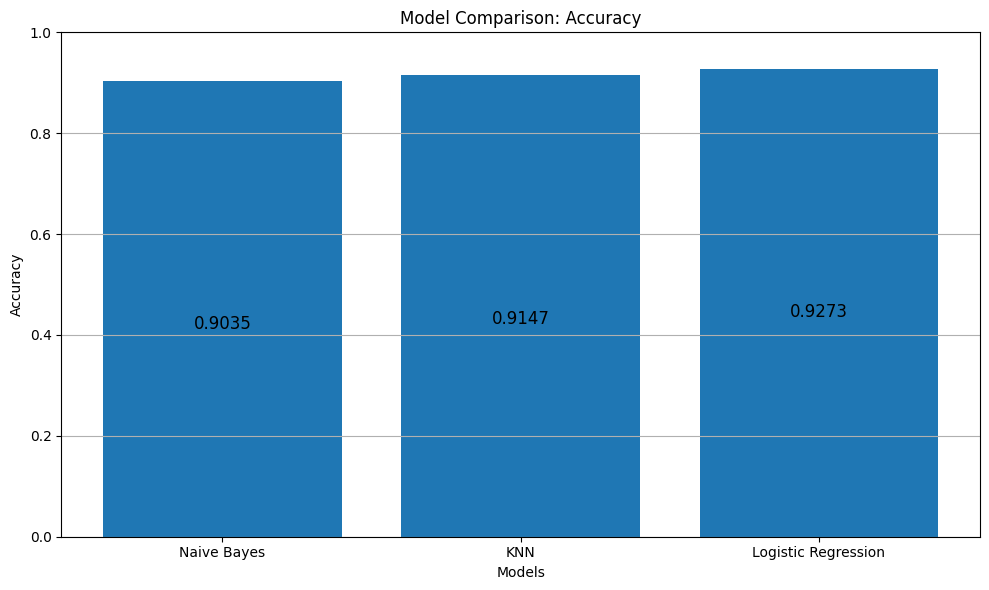 Model Comparison: Accuracy
1.0
0.8
0.6
0.4
0.2
0.0
Accuracy
0.9035
0.9147
0.9273
Naive Bayes
KNN
Logistic Regression
Models